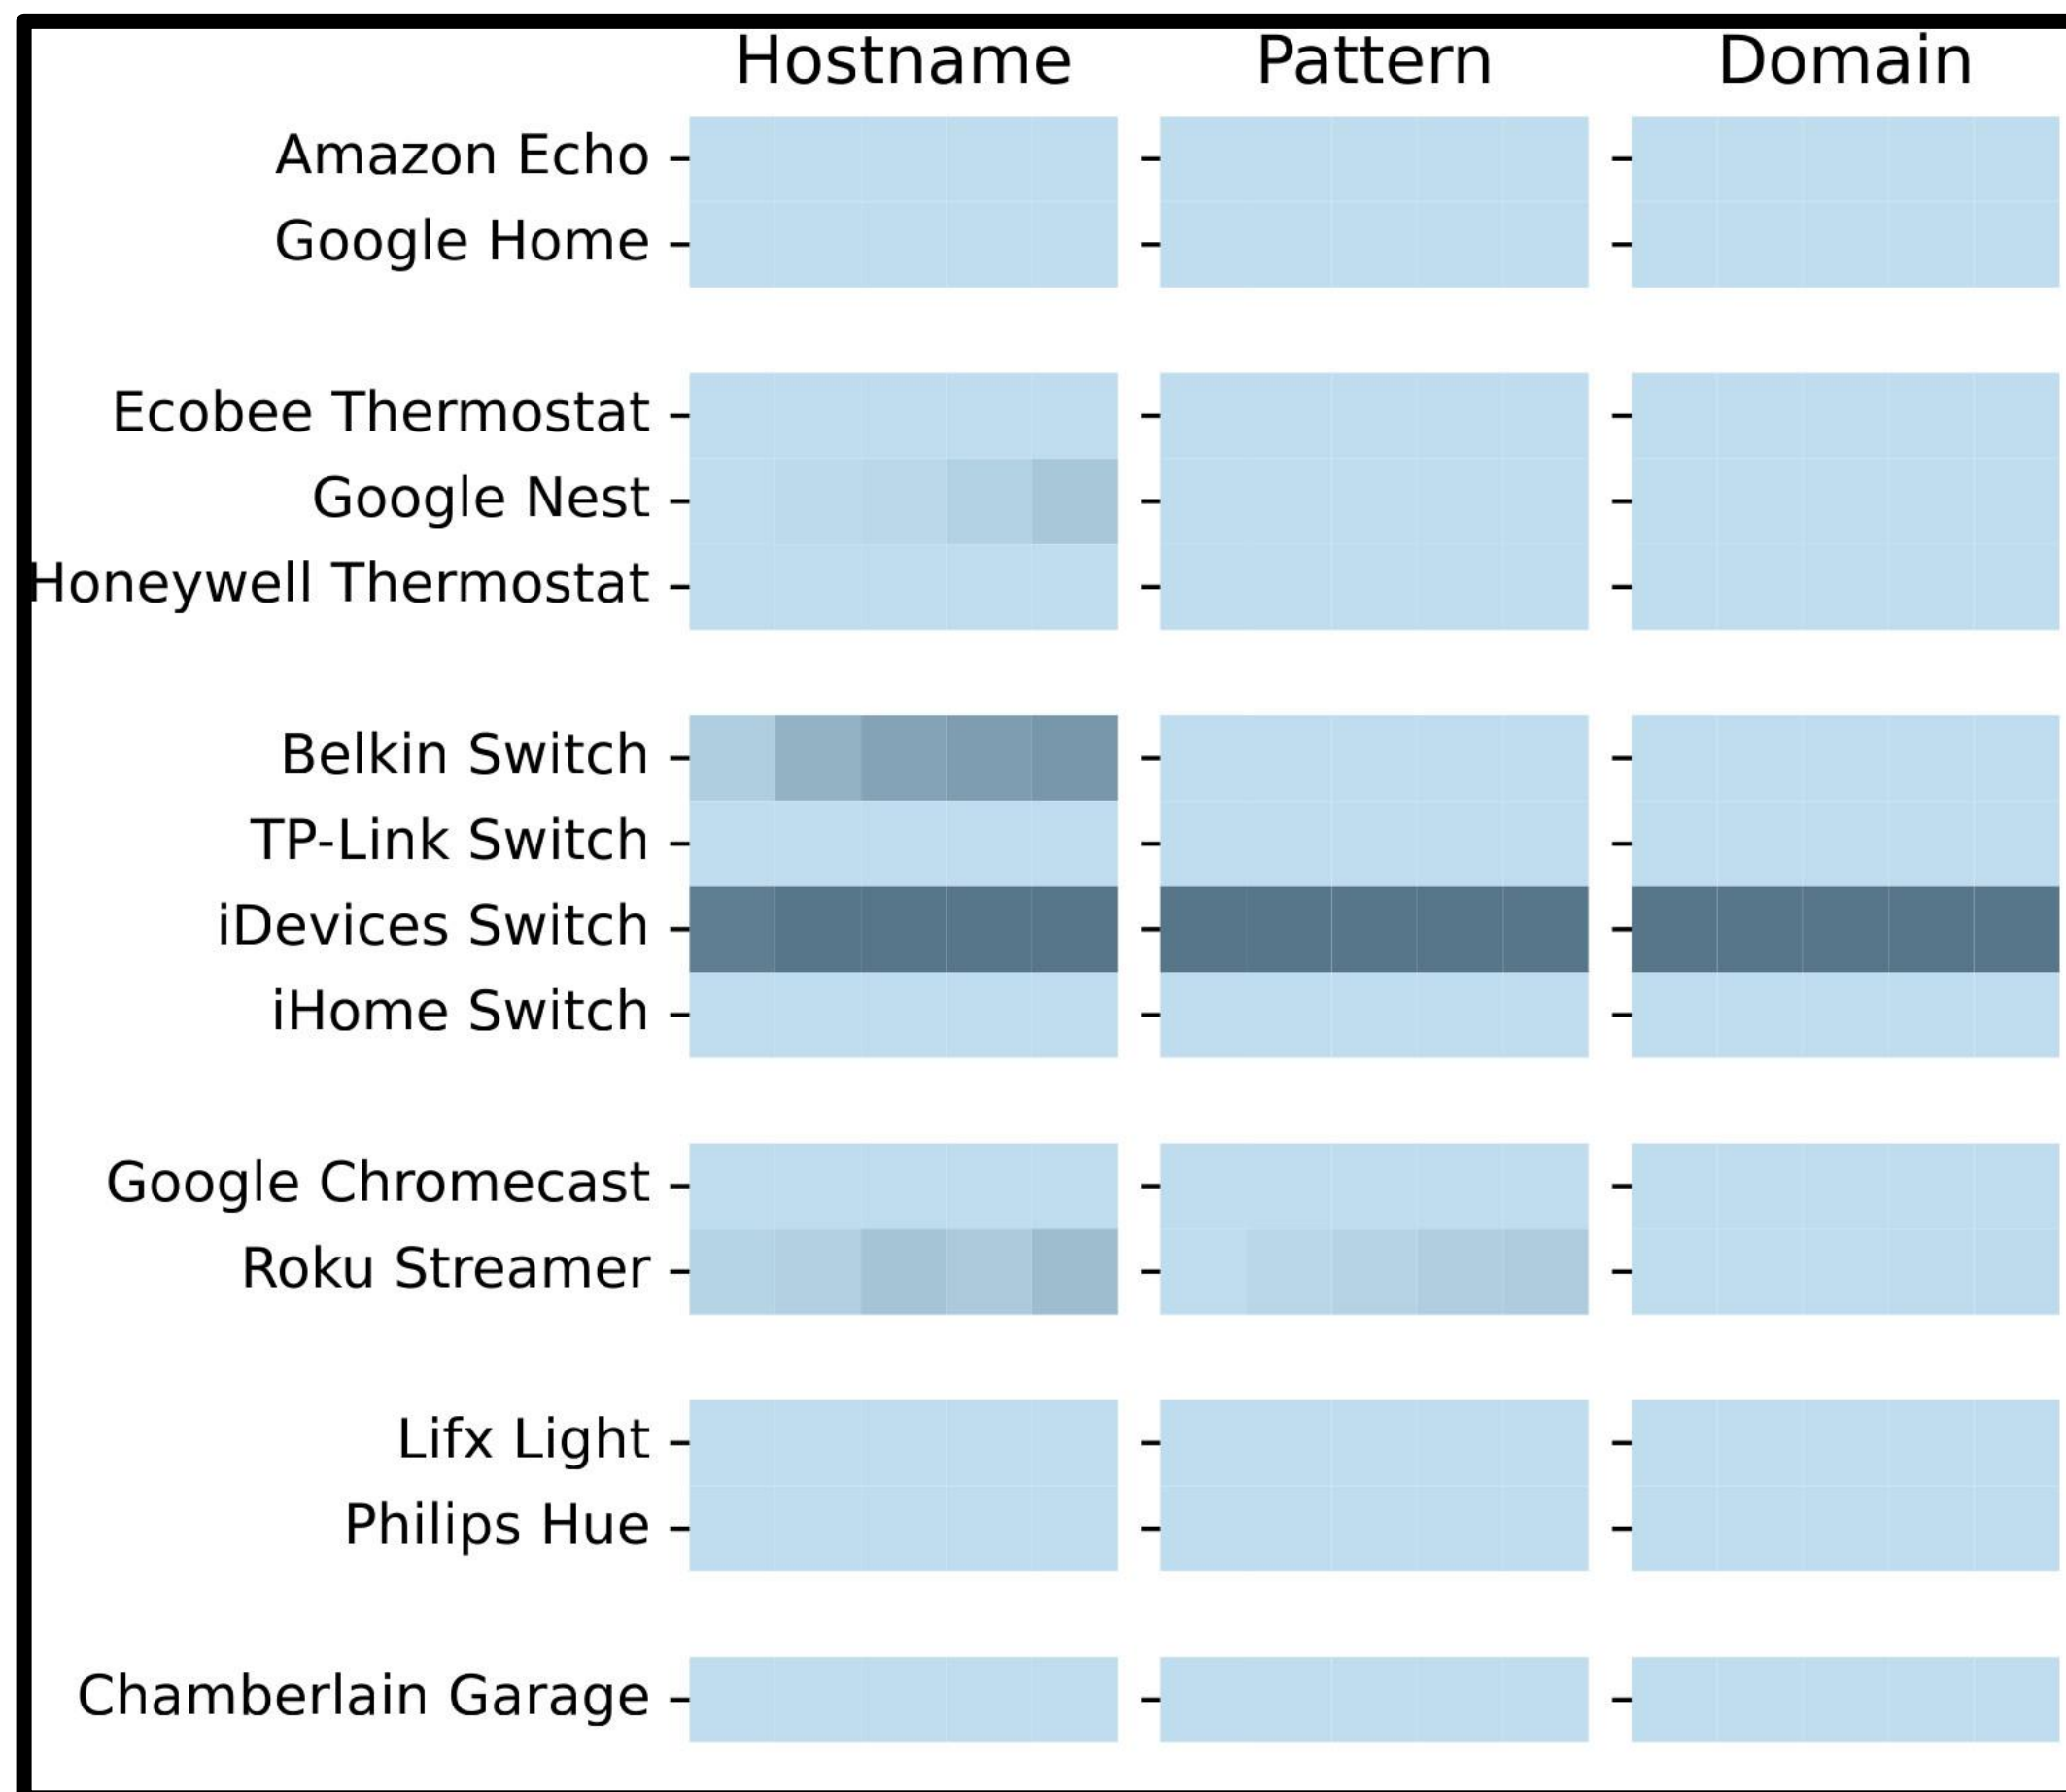 Hostname Pattern Domain
Amazon Echo
Google Home
Ecobee Thermostat
Google Nest
Honeywell Thermostat
Belkin Switch
TP-Link Switch
iDevices Switch
iHome Switch
Google Chromecast
Roku Streamer
Lifx Light
Philips Hue
Chamberlain Garage